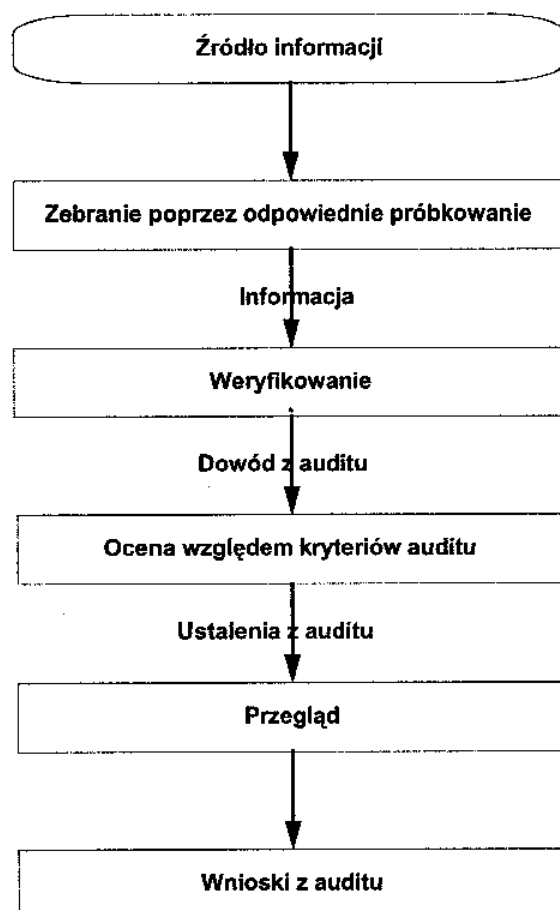 Źródło informacji
Zebranie poprzez odpowiednie próbkowanie
Informacja
Weryfikowanie
Dowód z auditu
Ocena względem kryteriów auditu
Ustalenia z auditu
Przegląd
Wnioski z auditu